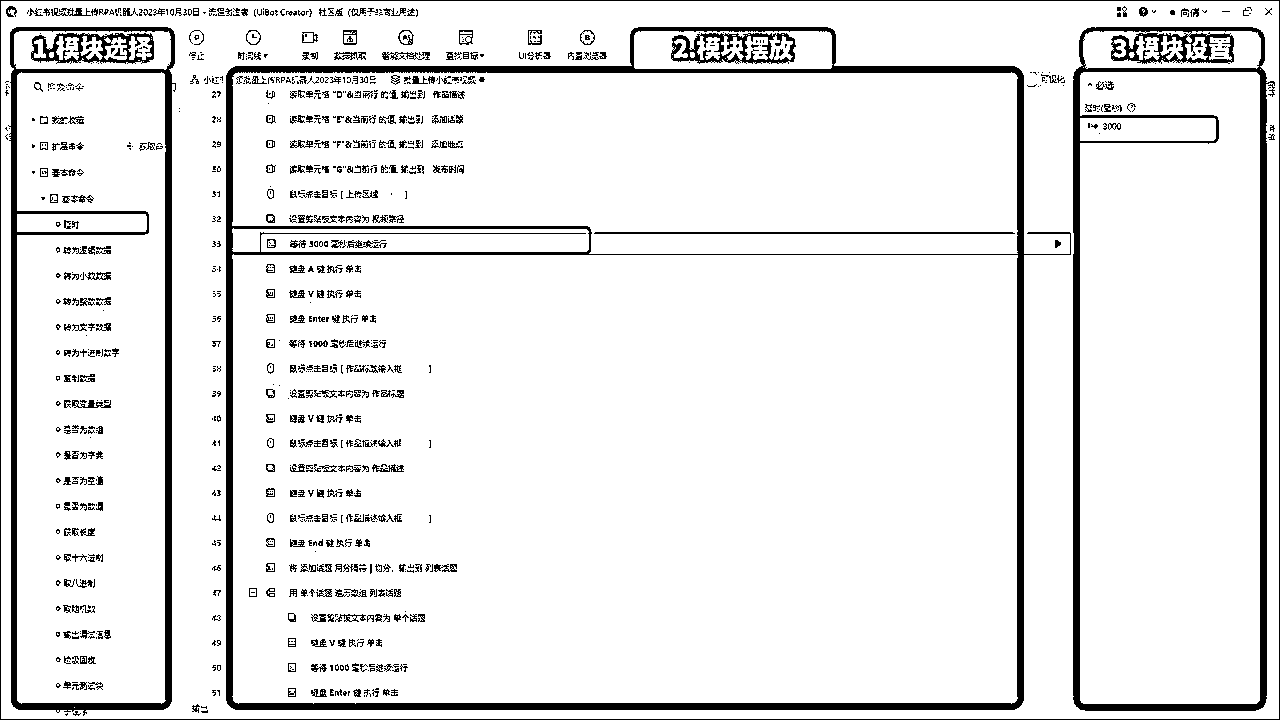 小红书视频批量上传RPA机器人2023年10月30日 - 流程创造者 (UiBot Creator) 社区版 (仅用于非商业用途)
1.模块选择
2.模块摆放
3.模块设置
停止
时间线
录制
数据抓取
智能文档处理
查找目标
UI分析器
内置浏览器
搜索命令
我的收藏
扩展命令
基本命令
基本命令
延时
转为逻辑数据
转为小数数据
转为整数数据
转为文字数据
转为十进制数字
复制数据
获取变量类型
是否为数值
是否为字典
是否为空值
是否为数组
获取长度
取十六进制
取八进制
取随机数
输出调试信息
垃圾回收
单元测试块
批量上传RPA机器人2023年10月30日
批量上传小红书视频
27 读取单元格 "D"&当前行 的值, 输出到 作品描述
28 读取单元格 "E"&当前行 的值, 输出到 添加话题
29 读取单元格 "F"&当前行 的值, 输出到 添加地点
30 读取单元格 "G"&当前行 的值, 输出到 发布时间
31 鼠标点击目标 [ 上传区域 ]
32 设置剪贴板文本内容为 视频路径
33 等待 3000 毫秒后继续运行
34 键盘 A 键 执行 单击
35 键盘 V 键 执行 单击
36 键盘 Enter 键 执行 单击
37 等待 1000 毫秒后继续运行
38 鼠标点击目标 [ 作品标题输入框 ]
39 设置剪贴板文本内容为 作品标题
40 键盘 V 键 执行 单击
41 鼠标点击目标 [ 作品描述输入框 ]
42 设置剪贴板文本内容为 作品描述
43 键盘 V 键 执行 单击
44 鼠标点击目标 [ 作品描述输入框 ]
45 键盘 End 键 执行 单击
46 将 添加话题 用分隔符 | 切分，输出到 列表话题
47 用 单个话题 遍历数组 列表话题
48 设置剪贴板文本内容为 单个话题
49 键盘 V 键 执行 单击
50 等待 1000 毫秒后继续运行
51 键盘 Enter 键 执行 单击
输出
可视化
必选
延时(毫秒)
3000